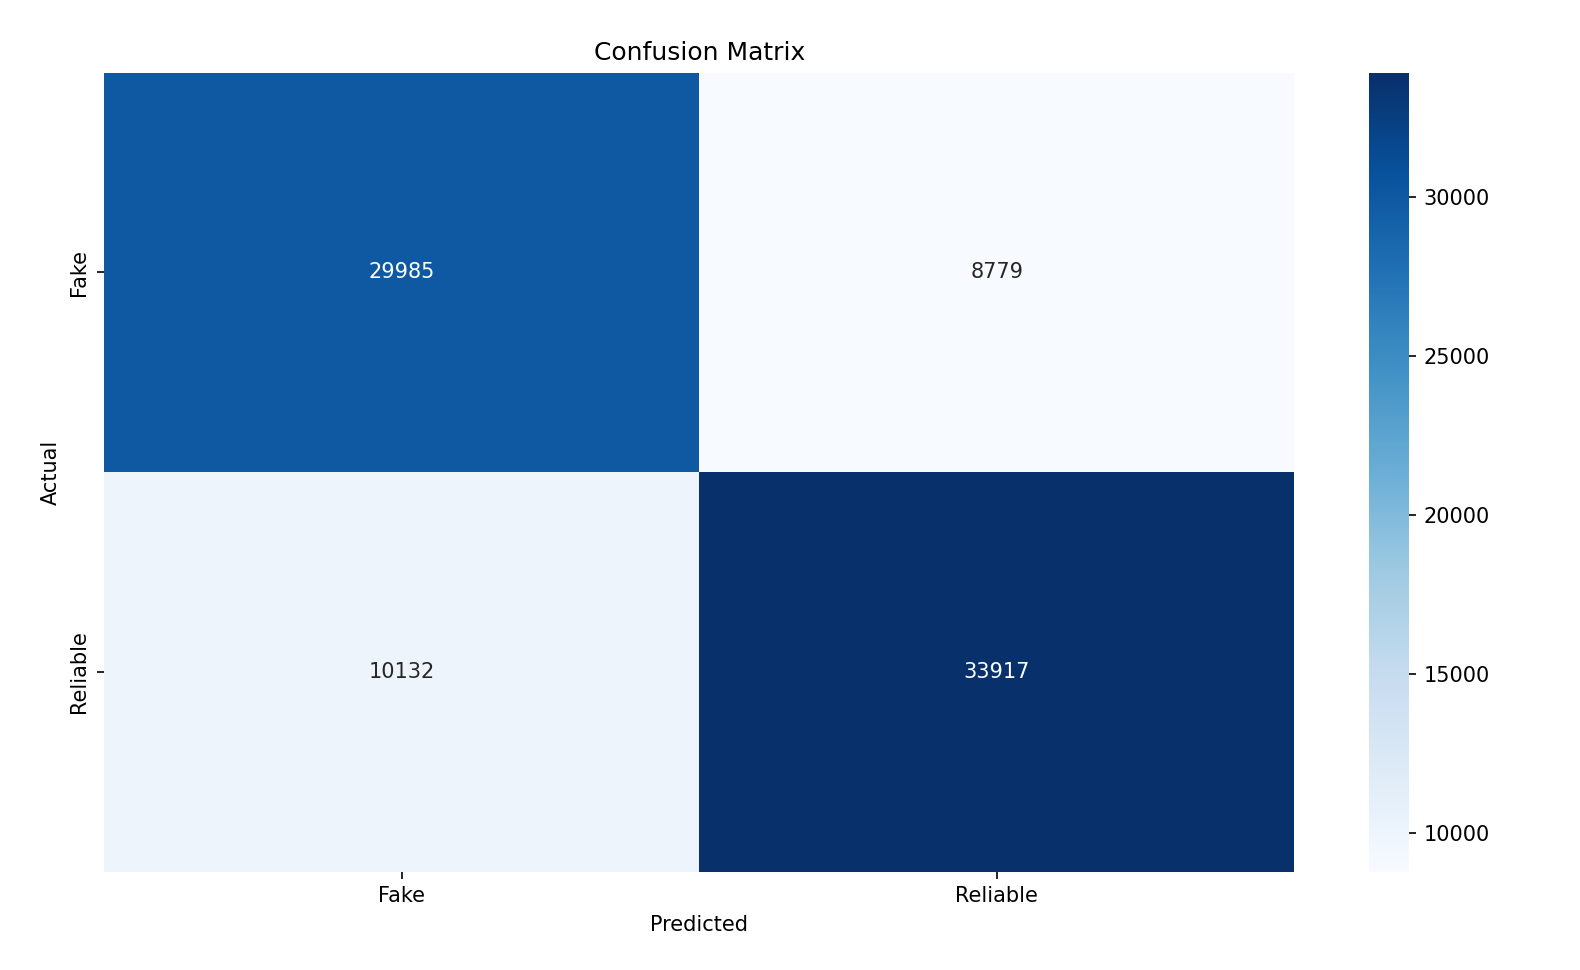 Confusion Matrix
Actual
Fake
29985
8779
Reliable
10132
33917
Fake
Reliable
Predicted
30000
25000
20000
15000
10000